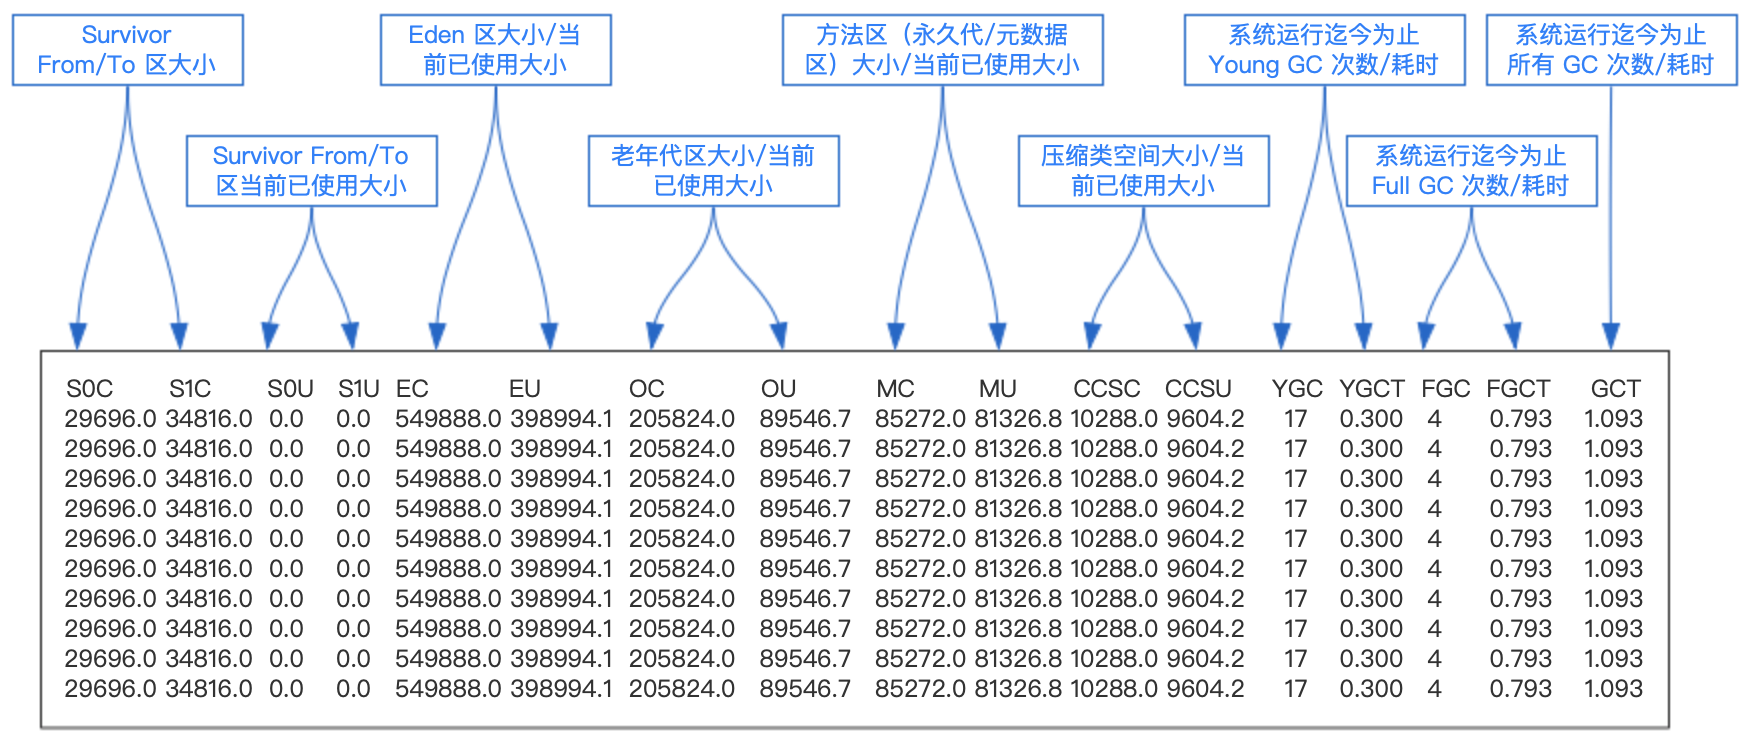 Survivor
From/To 区大小
Eden 区大小/当
前已使用大小
方法区（永久代/元数据
区）大小/当前已使用大小
系统运行迄今为止
Young GC 次数/耗时
系统运行迄今为止
所有 GC 次数/耗时
Survivor From/To
区当前已使用大小
老年代区大小/当前
已使用大小
压缩类空间大小/当
前已使用大小
系统运行迄今为止
Full GC 次数/耗时
S0C S1C S0U S1U EC EU OC OU MC MU CCSC CCSU YGC YGCT FGC FGCT GCT
29696.0 34816.0 0.0 0.0 549888.0 398994.1 205824.0 89546.7 85272.0 81326.8 10288.0 9604.2 17 0.300 4 0.793 1.093
29696.0 34816.0 0.0 0.0 549888.0 398994.1 205824.0 89546.7 85272.0 81326.8 10288.0 9604.2 17 0.300 4 0.793 1.093
29696.0 34816.0 0.0 0.0 549888.0 398994.1 205824.0 89546.7 85272.0 81326.8 10288.0 9604.2 17 0.300 4 0.793 1.093
29696.0 34816.0 0.0 0.0 549888.0 398994.1 205824.0 89546.7 85272.0 81326.8 10288.0 9604.2 17 0.300 4 0.793 1.093
29696.0 34816.0 0.0 0.0 549888.0 398994.1 205824.0 89546.7 85272.0 81326.8 10288.0 9604.2 17 0.300 4 0.793 1.093
29696.0 34816.0 0.0 0.0 549888.0 398994.1 205824.0 89546.7 85272.0 81326.8 10288.0 9604.2 17 0.300 4 0.793 1.093
29696.0 34816.0 0.0 0.0 549888.0 398994.1 205824.0 89546.7 85272.0 81326.8 10288.0 9604.2 17 0.300 4 0.793 1.093
29696.0 34816.0 0.0 0.0 549888.0 398994.1 205824.0 89546.7 85272.0 81326.8 10288.0 9604.2 17 0.300 4 0.793 1.093
29696.0 34816.0 0.0 0.0 549888.0 398994.1 205824.0 89546.7 85272.0 81326.8 10288.0 9604.2 17 0.300 4 0.793 1.093
29696.0 34816.0 0.0 0.0 549888.0 398994.1 205824.0 89546.7 85272.0 81326.8 10288.0 9604.2 17 0.300 4 0.793 1.093